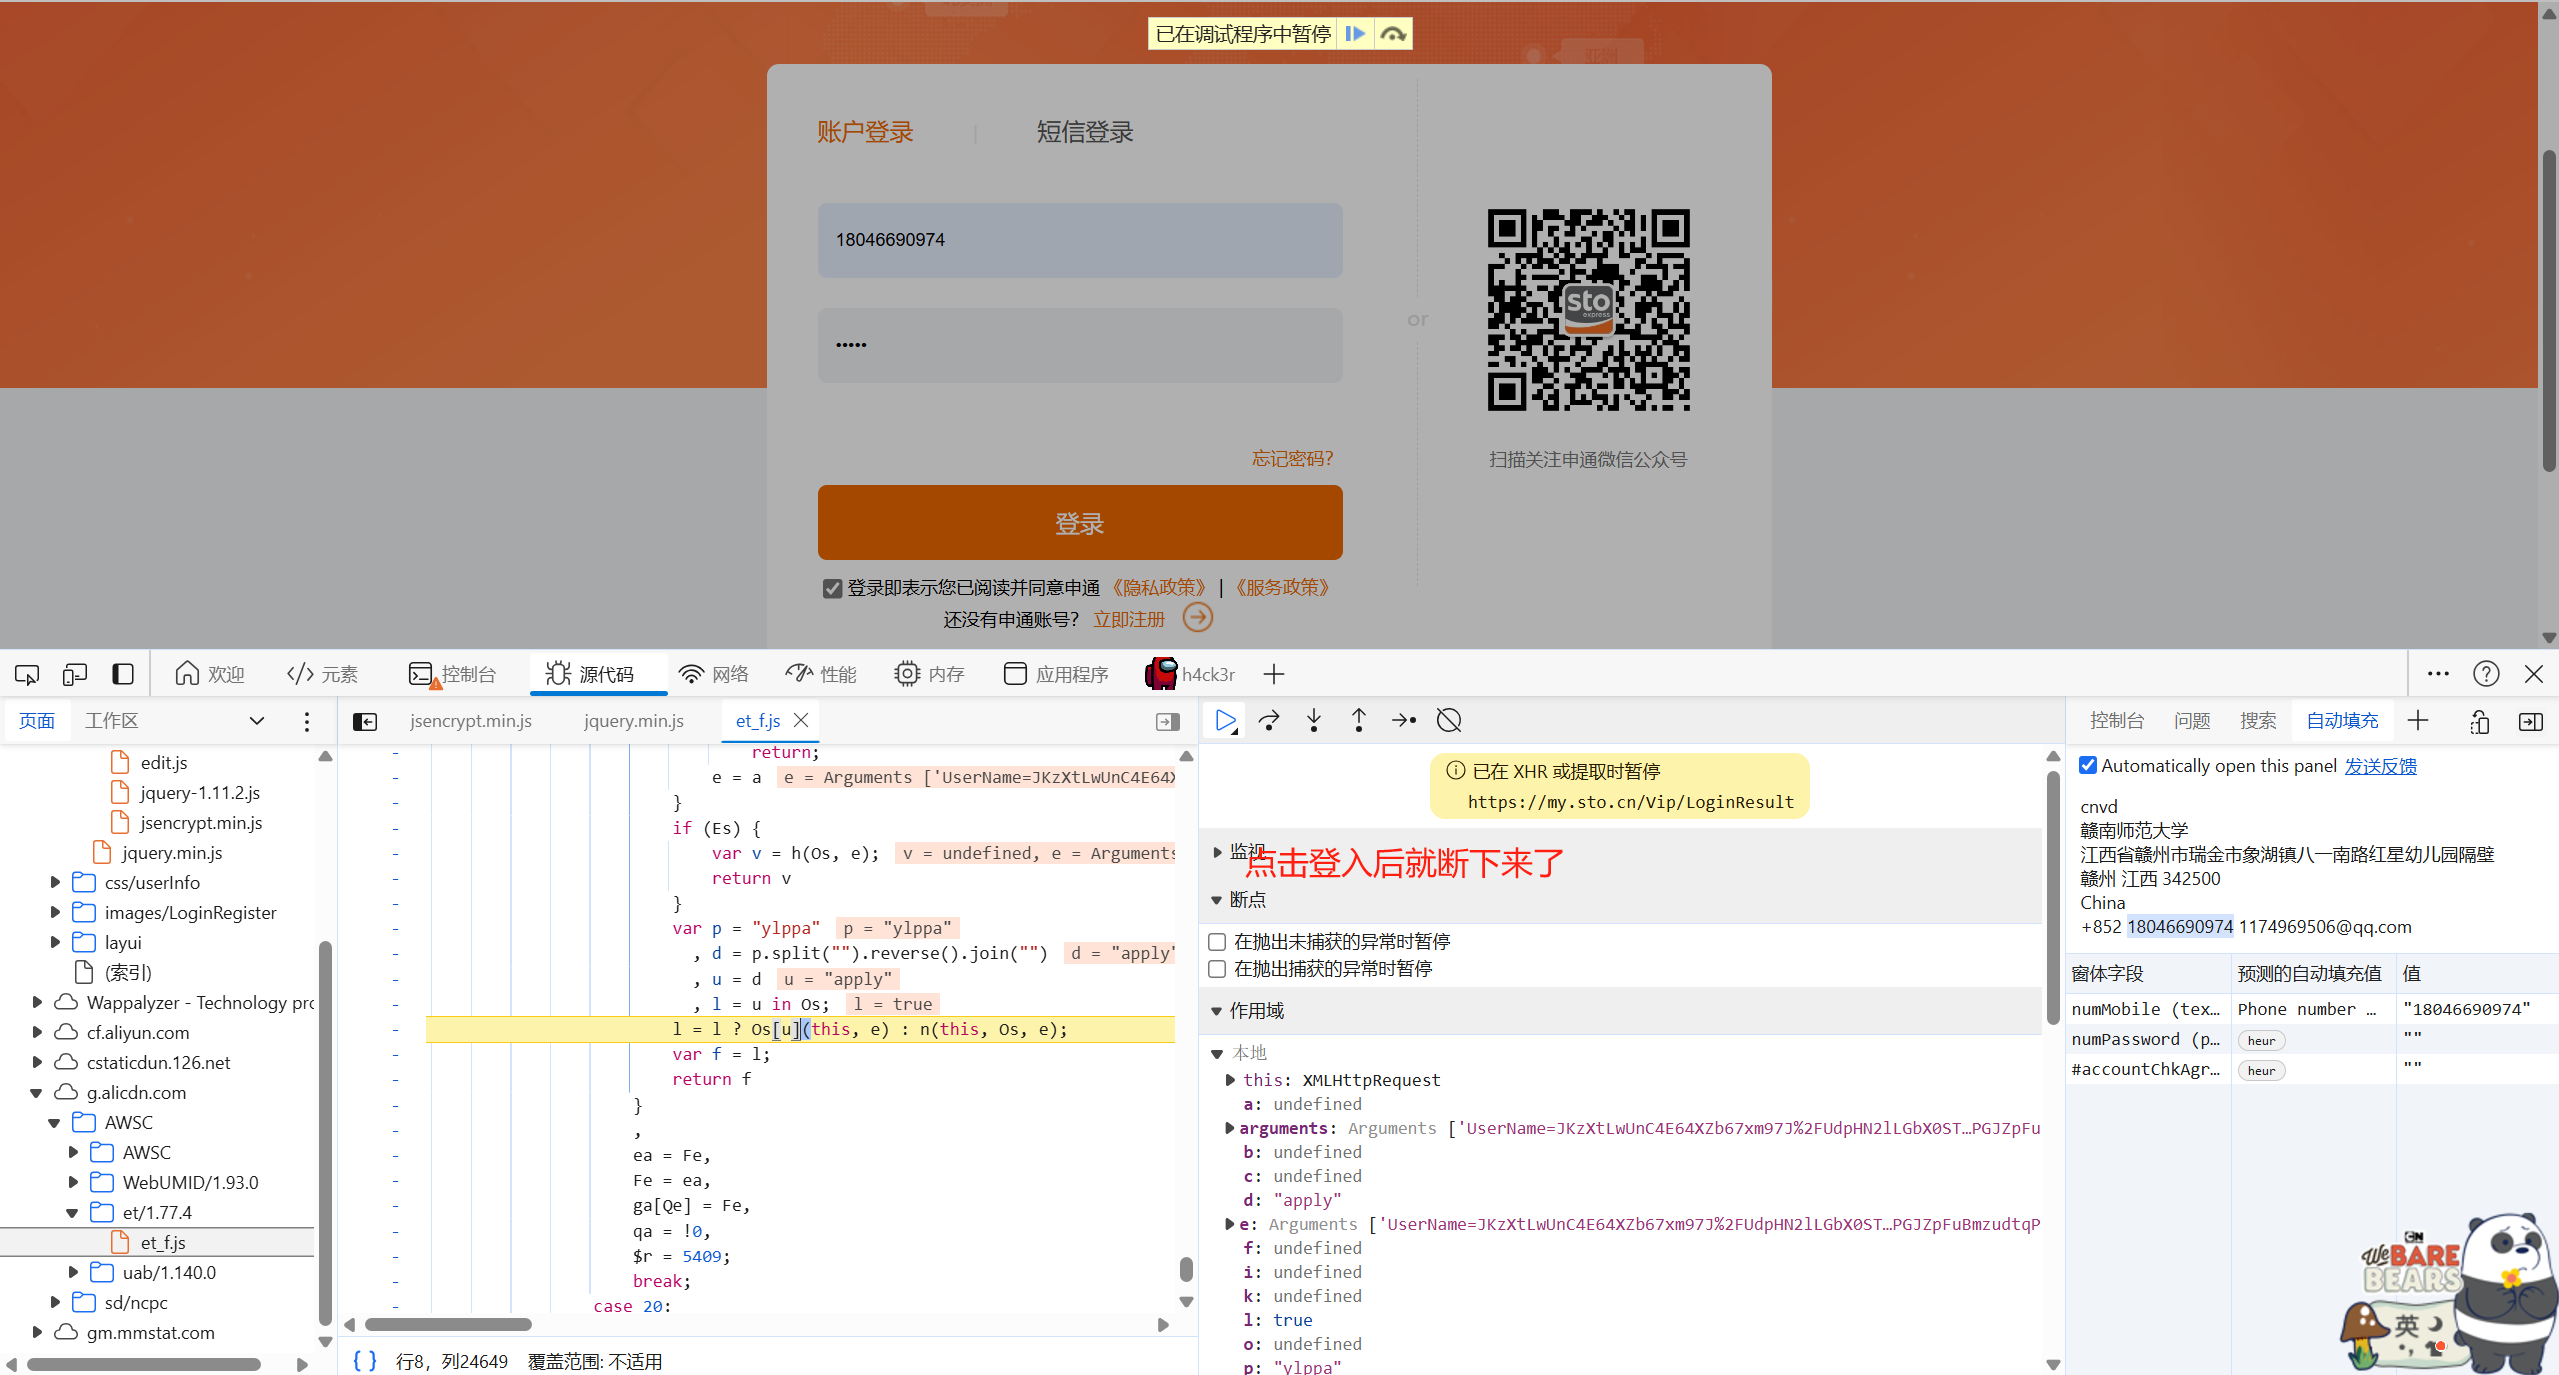 已在调试程序中暂停
账户登录 | 短信登录
18046690974
•••••
or
sto
express
忘记密码?
扫描关注申通微信公众号
登录
登录即表示您已阅读并同意申通 《隐私政策》 | 《服务政策》
还没有申通账号? 立即注册
欢迎 元素 控制台 源代码 网络 性能 内存 应用程序 h4ck3r
页面 工作区
edit.js
jquery-1.11.2.js
jsencrypt.min.js
jquery.min.js
css/userInfo
images/LoginRegister
layui
(索引)
Wappalyzer - Technology pro
cf.aliyun.com
cstaticdun.126.net
g.alicdn.com
AWSC
AWSC
WebUMID/1.93.0
et/1.77.4
et_f.js
uab/1.140.0
sd/ncpc
gm.mmstat.com
jsencrypt.min.js jquery.min.js et_f.js
return;
e = a e = Arguments ['UserName=JKzXtLwUnC4E64X
}
if (Es) {
var v = h(Os, e); v = undefined, e = Arguments
return v
}
var p = "ylppa" p = "ylppa"
, d = p.split("").reverse().join("") d = "apply"
, u = d u = "apply"
, l = u in Os; l = true
l = l ? Os[u](this, e) : n(this, Os, e);
var f = l;
return f
}
,
ea = Fe,
Fe = ea,
ga[Qe] = Fe,
qa = !0,
$r = 5409;
break;
case 20:
{ } 行8，列24649 覆盖范围: 不适用
已在 XHR 或提取时暂停
https://my.sto.cn/Vip/LoginResult
监视
点击登入后就断下来了
断点
在抛出未捕获的异常时暂停
在抛出捕获的异常时暂停
作用域
本地
this: XMLHttpRequest
a: undefined
arguments: Arguments ['UserName=JKzXtLwUnC4E64XZb67xm97J%2FUdpHN2lLGbX0ST…PGJZpFu
b: undefined
c: undefined
d: "apply"
e: Arguments ['UserName=JKzXtLwUnC4E64XZb67xm97J%2FUdpHN2lLGbX0ST…PGJZpFuBmzudtqP
f: undefined
i: undefined
k: undefined
l: true
o: undefined
p: "ylppa"
控制台 问题 搜索 自动填充
Automatically open this panel 发送反馈
cnvd
赣南师范大学
江西省赣州市瑞金市象湖镇八一南路红星幼儿园隔壁
赣州 江西 342500
China
+852 18046690974 1174969506@qq.com
窗体字段 预测的自动填充值 值
numMobile (tex… Phone number … "18046690974"
numPassword (p… heur ""
#accountChkAgr… heur ""
CN
We BARE
BEARS
英